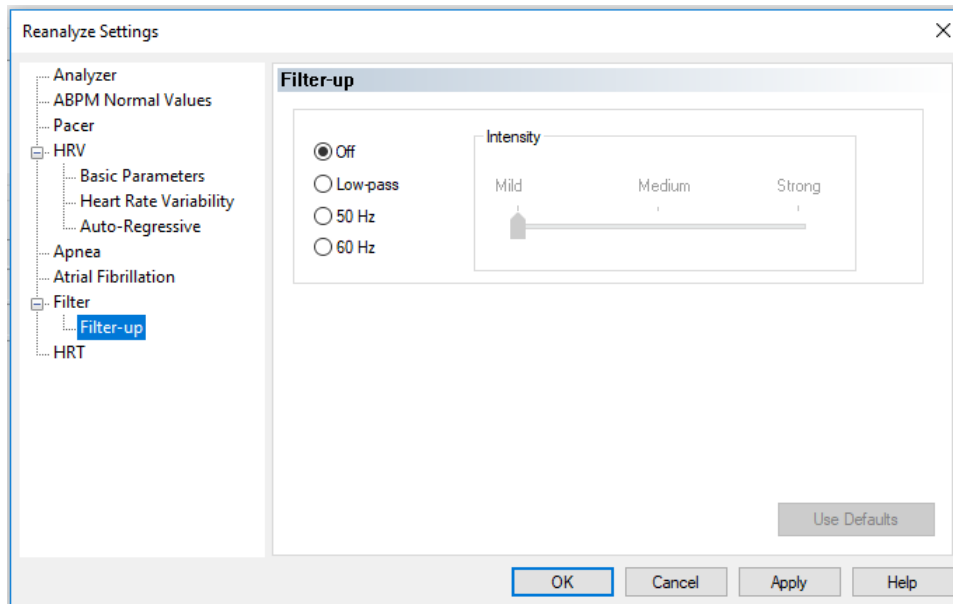 Reanalyze Settings
Analyzer
ABPM Normal Values
Pacer
HRV
Basic Parameters
Heart Rate Variability
Auto-Regressive
Apnea
Atrial Fibrillation
Filter
Filter-up
HRT
Filter-up
Off
Low-pass
50 Hz
60 Hz
Intensity
Mild Medium Strong
Use Defaults
OK Cancel Apply Help